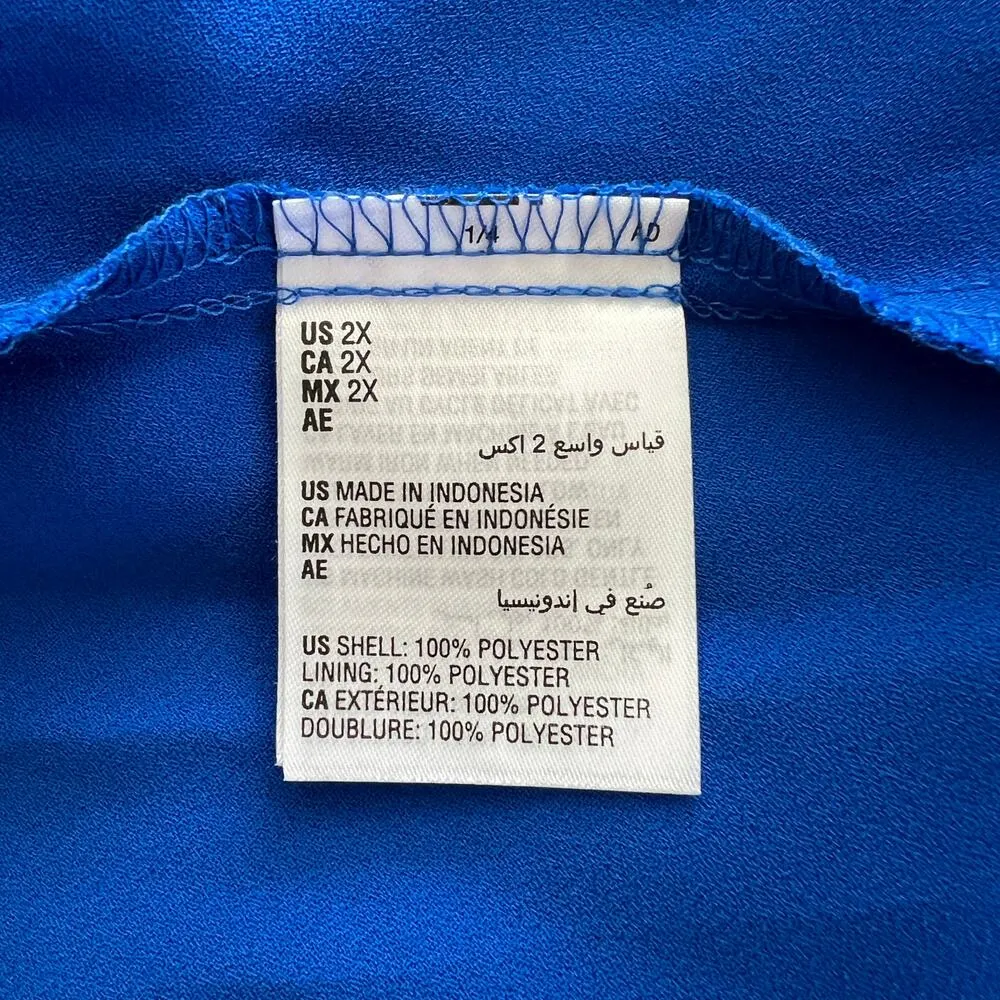 1/4
US 2X
CA 2X
MX 2X
AE
قياس واسع 2 اكس
US MADE IN INDONESIA
CA FABRIQUÉ EN INDONÉSIE
MX HECHO EN INDONESIA
AE
صُنع في إندونيسيا
US SHELL: 100% POLYESTER
LINING: 100% POLYESTER
CA EXTÉRIEUR: 100% POLYESTER
DOUBLURE: 100% POLYESTER